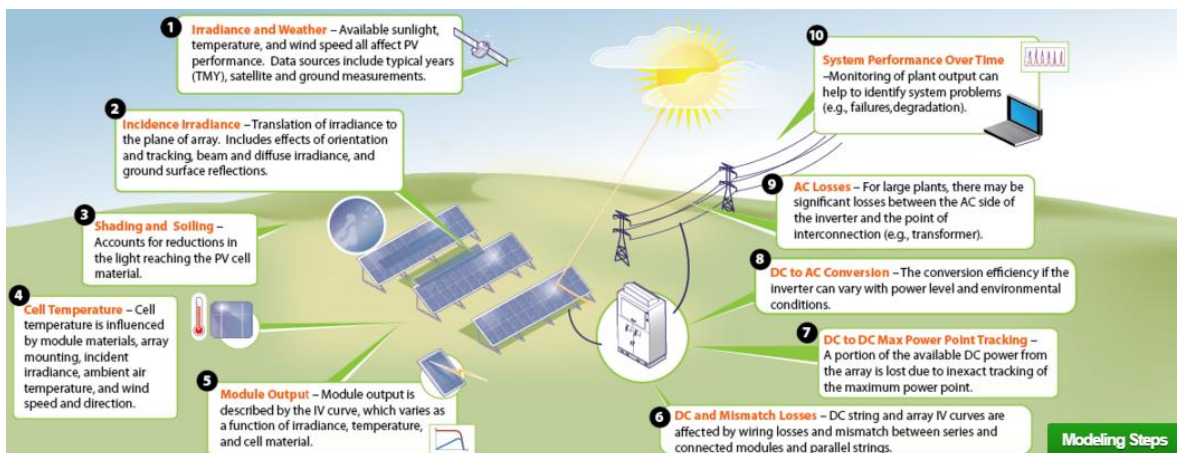 1
Irradiance and Weather – Available sunlight,
temperature, and wind speed all affect PV
performance. Data sources include typical years
(TMY), satellite and ground measurements.
2
Incidence Irradiance – Translation of irradiance to
the plane of array. Includes effects of orientation
and tracking, beam and diffuse irradiance, and
ground surface reflections.
3
Shading and Soiling –
Accounts for reductions in
the light reaching the PV cell
material.
4
Cell Temperature – Cell
temperature is influenced
by module materials, array
mounting, incident
irradiance, ambient air
temperature, and wind
speed and direction.
5
Module Output – Module output is
described by the IV curve, which varies as
a function of irradiance, temperature,
and cell material.
6
DC and Mismatch Losses – DC string and array IV curves are
affected by wiring losses and mismatch between series and
connected modules and parallel strings.
7
DC to DC Max Power Point Tracking –
A portion of the available DC power from
the array is lost due to inexact tracking of
the maximum power point.
8
DC to AC Conversion – The conversion efficiency if the
inverter can vary with power level and environmental
conditions.
9
AC Losses – For large plants, there may be
significant losses between the AC side of
the inverter and the point of
interconnection (e.g., transformer).
10
System Performance Over Time
–Monitoring of plant output can
help to identify system problems
(e.g., failures,degradation).
Modeling Steps